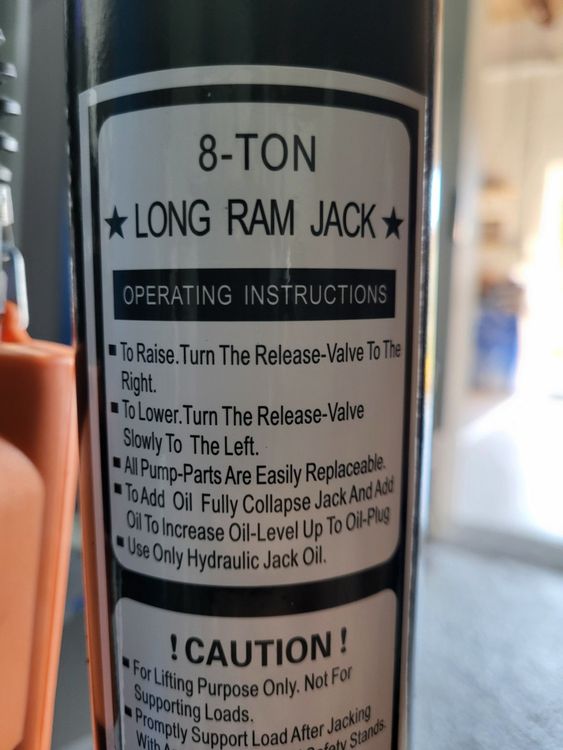 8-TON
★ LONG RAM JACK ★
OPERATING INSTRUCTIONS
■ To Raise.Turn The Release-Valve To The
Right.
■ To Lower.Turn The Release-Valve
Slowly To The Left.
■ All Pump-Parts Are Easily Replaceable.
■ To Add Oil Fully Collapse Jack And Add
Oil To Increase Oil-Level Up To Oil-Plug
■ Use Only Hydraulic Jack Oil.
! CAUTION !
■ For Lifting Purpose Only. Not For
Supporting Loads.
■ Promptly Support Load After Jacking
With Safety Stands.